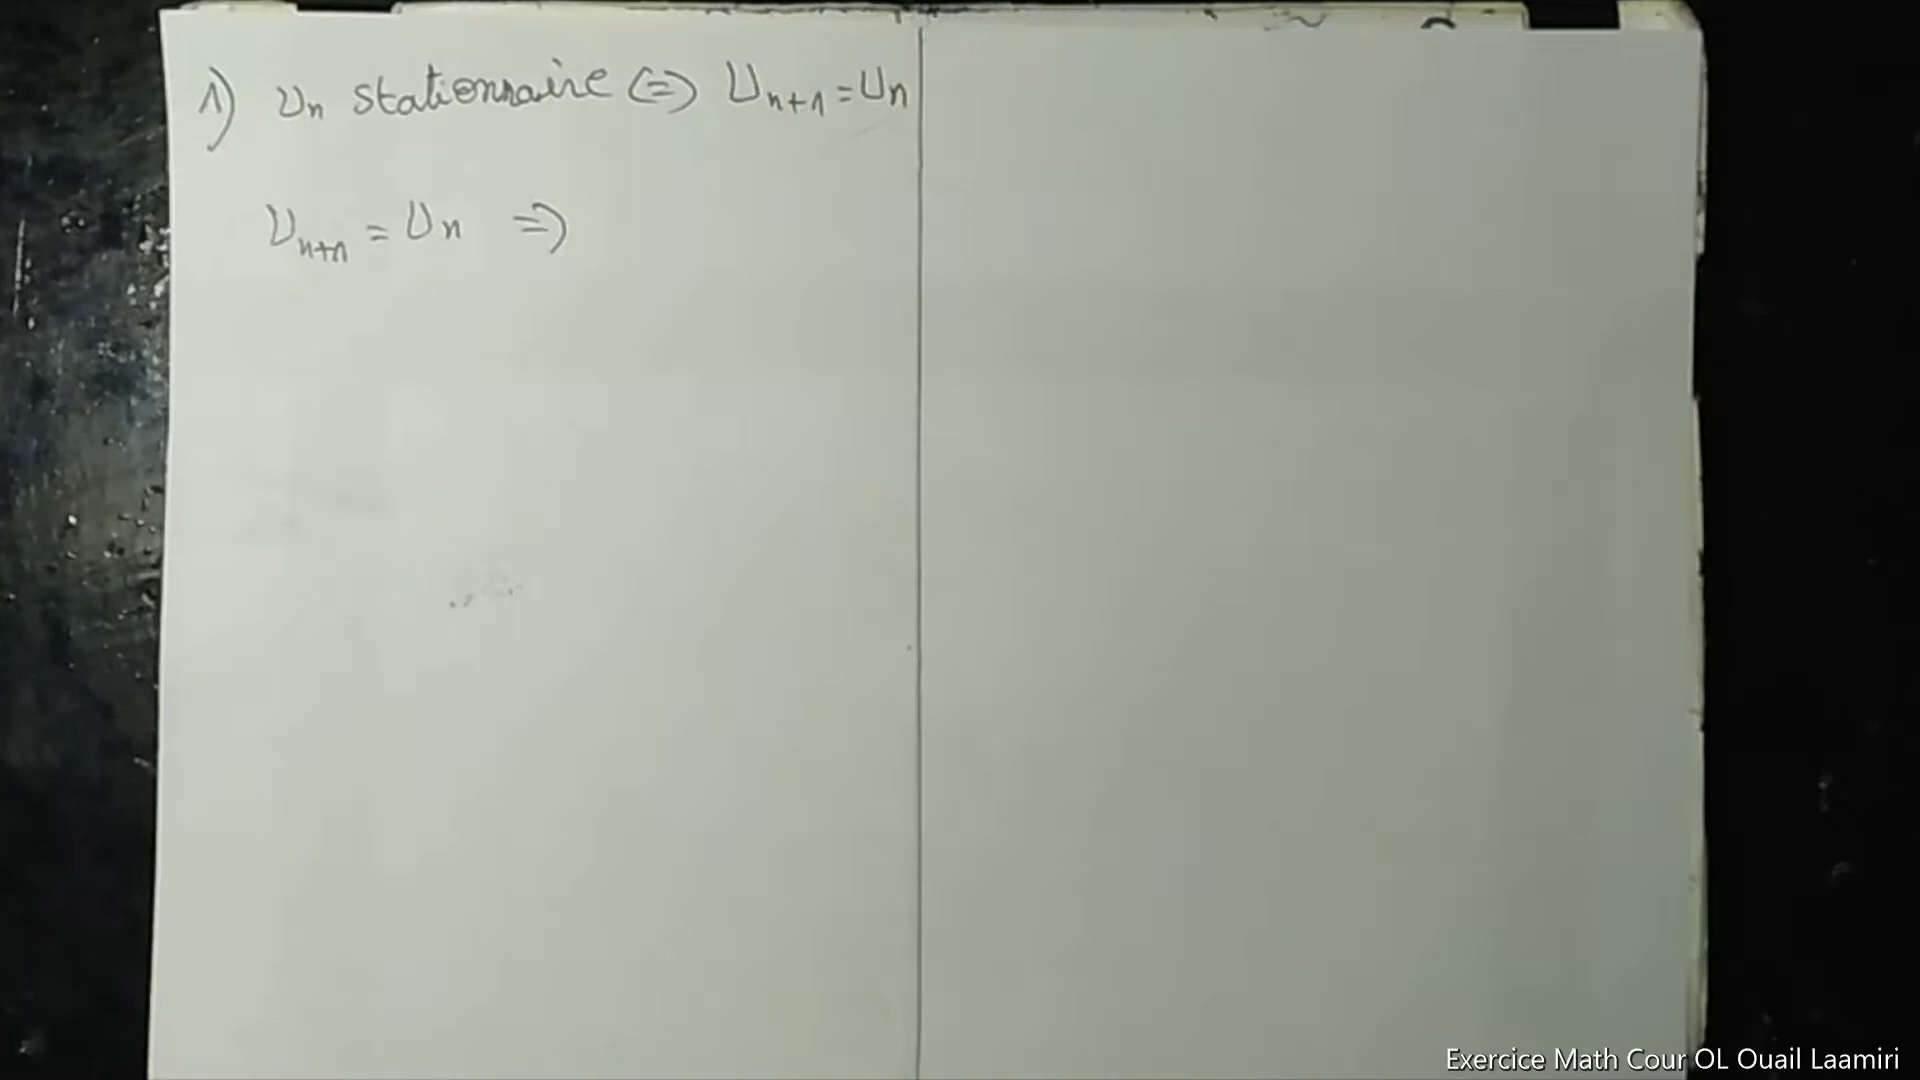 1) Un stationnaire (=) Un+1 = Un
Un+1 = Un =)
Exercice Math Cour OL Ouail Laamiri